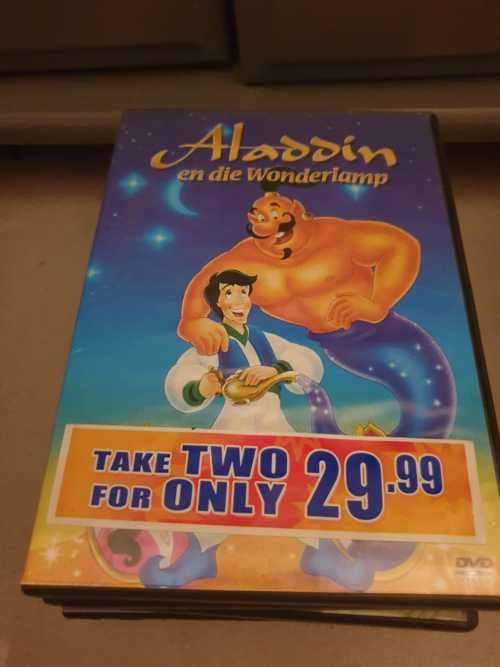 Aladdin
en die Wonderlamp
TAKE TWO
FOR ONLY 29.99
DVD